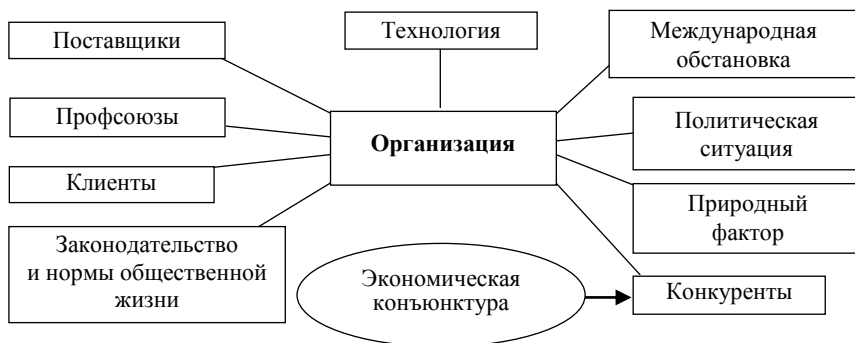 Поставщики
Технология
Международная
обстановка
Профсоюзы
Организация
Политическая
ситуация
Клиенты
Природный
фактор
Законодательство
и нормы общественной
жизни
Экономическая
конъюнктура
Конкуренты